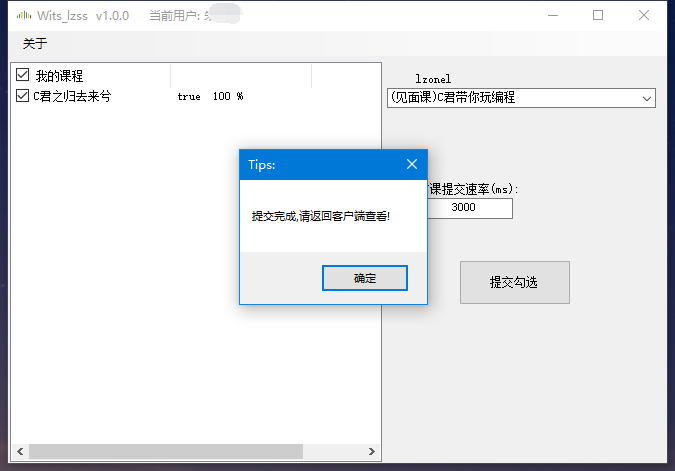 Wits_lzss v1.0.0 当前用户:
关于
我的课程
C君之归去来兮 true 100 %
lzonel
(见面课)C君带你玩编程
课提交速率(ms):
3000
提交勾选
Tips:
提交完成,请返回客户端查看!
确定